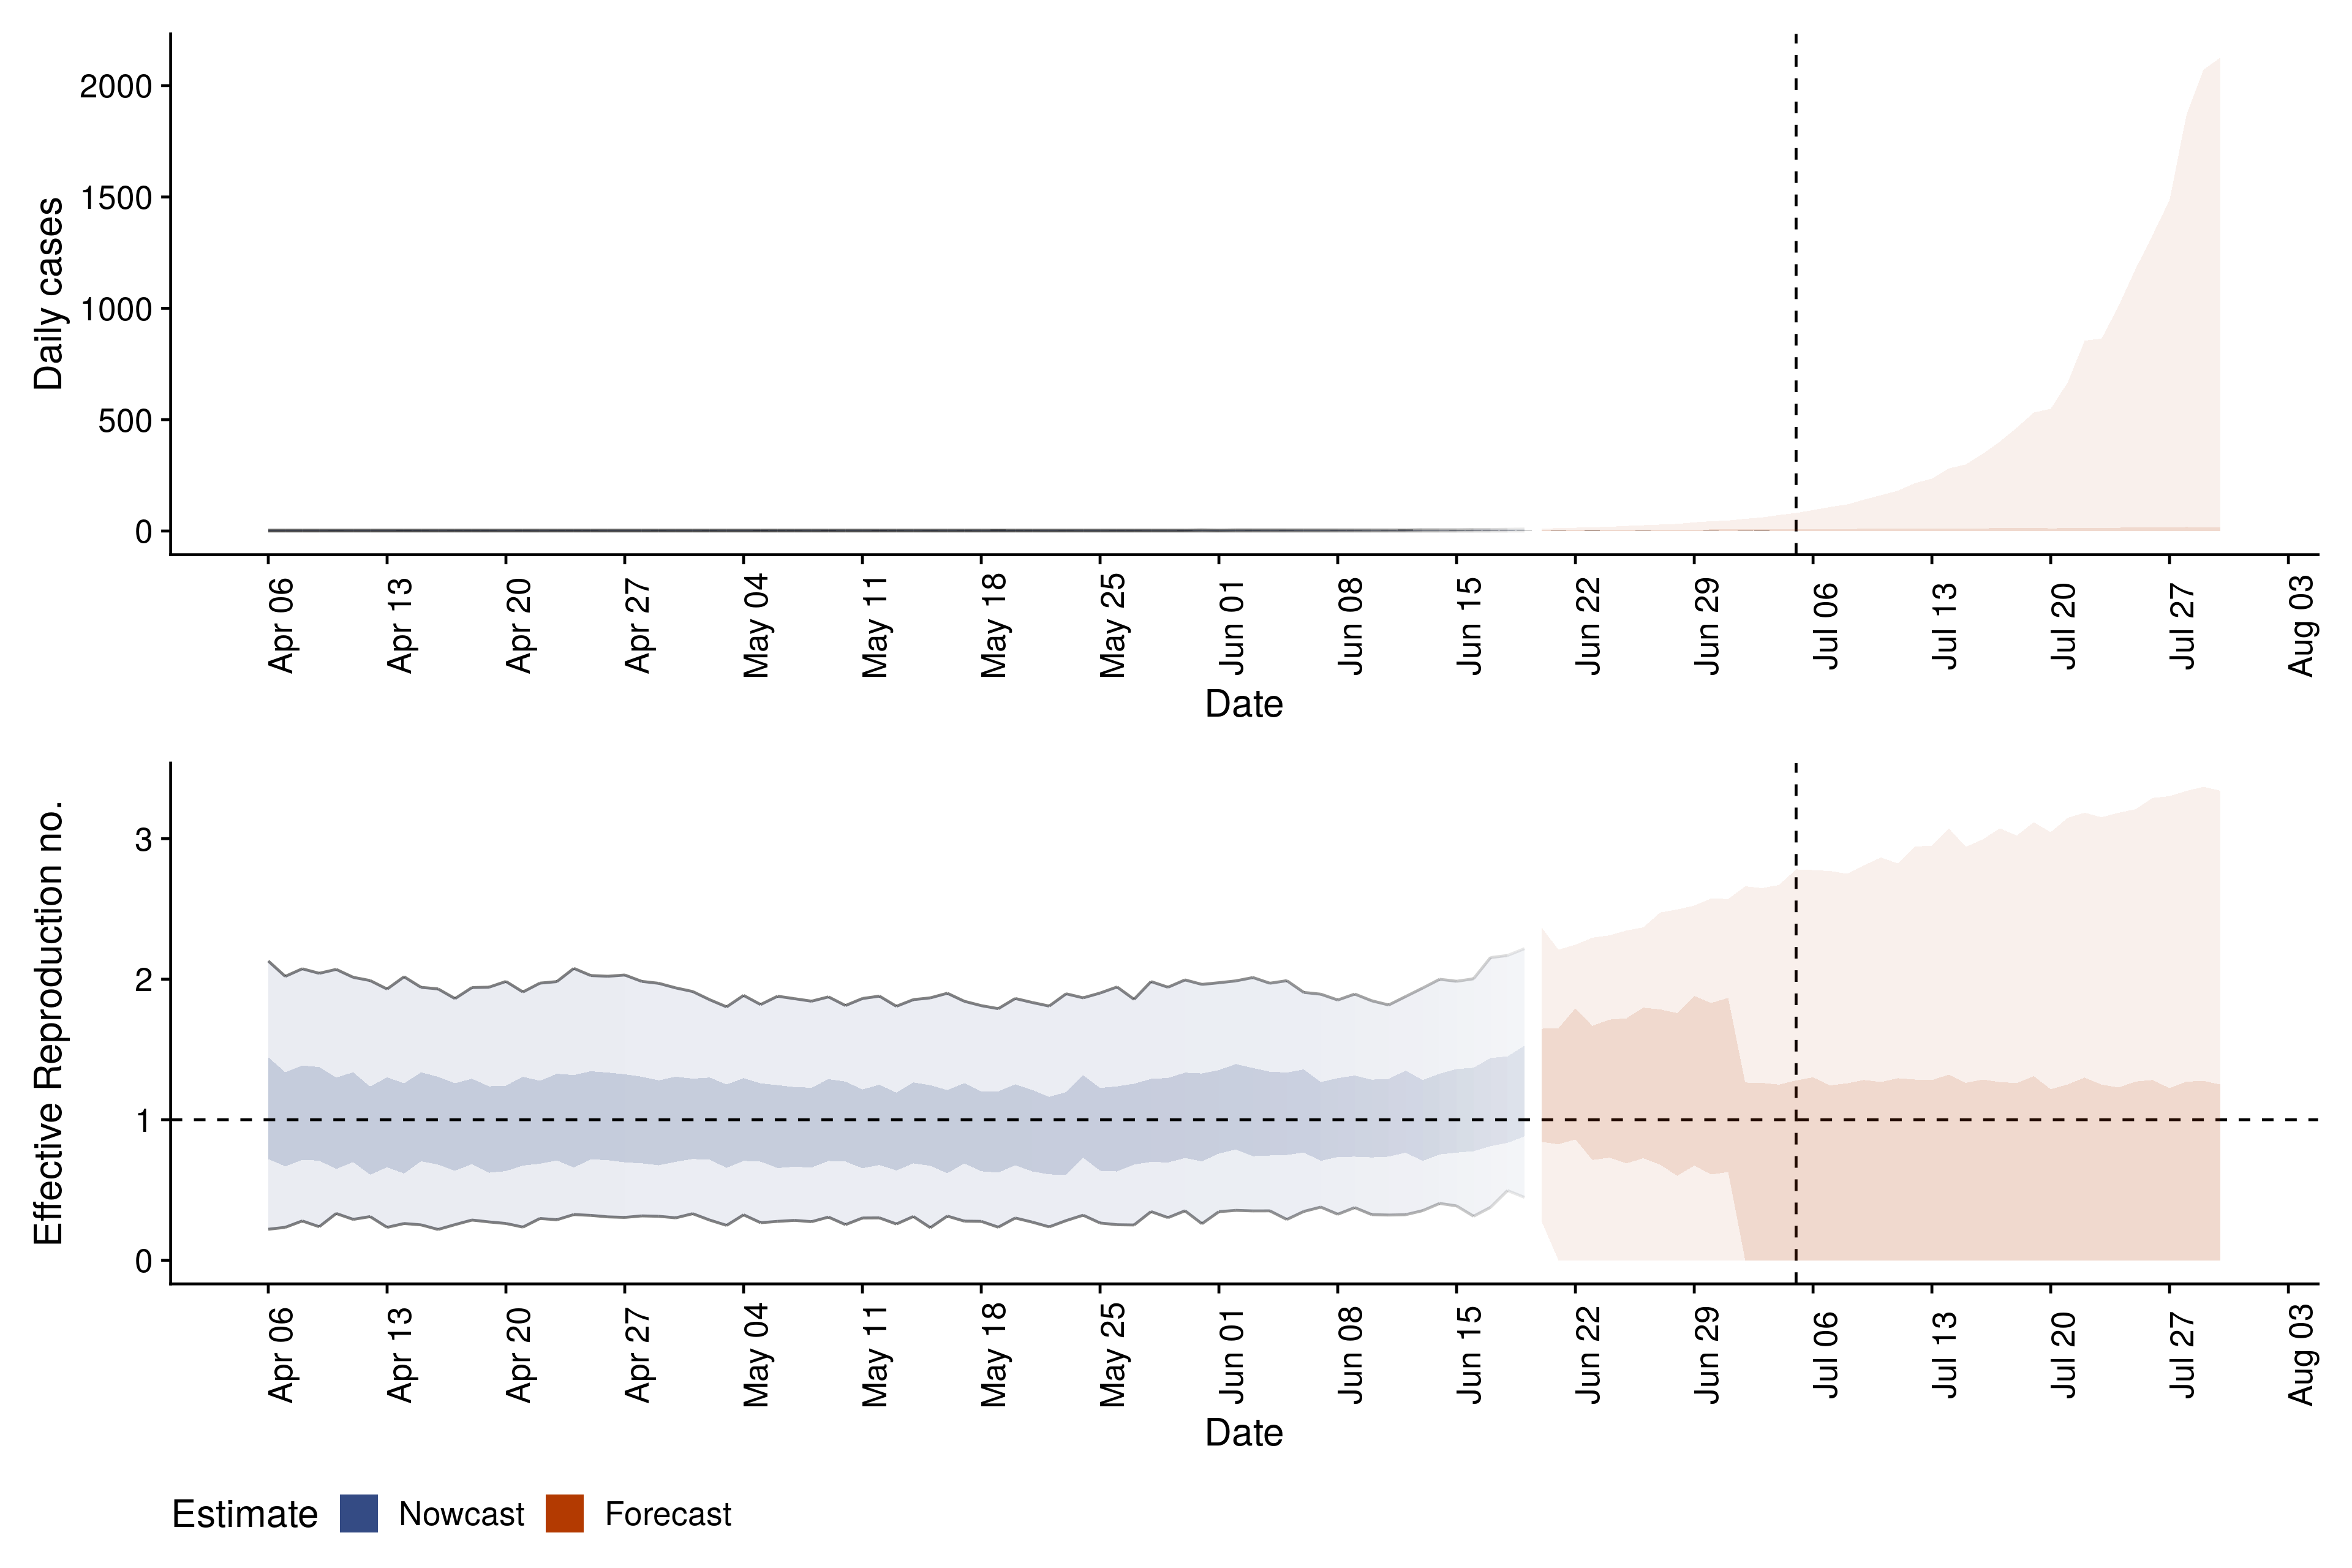 Daily cases
2000
1500
1000
500
0
Apr 06
Apr 13
Apr 20
Apr 27
May 04
May 11
May 18
May 25
Jun 01
Jun 08
Jun 15
Jun 22
Jun 29
Jul 06
Jul 13
Jul 20
Jul 27
Aug 03
Date
Effective Reproduction no.
3
2
1
0
Apr 06
Apr 13
Apr 20
Apr 27
May 04
May 11
May 18
May 25
Jun 01
Jun 08
Jun 15
Jun 22
Jun 29
Jul 06
Jul 13
Jul 20
Jul 27
Aug 03
Date
Estimate Nowcast Forecast